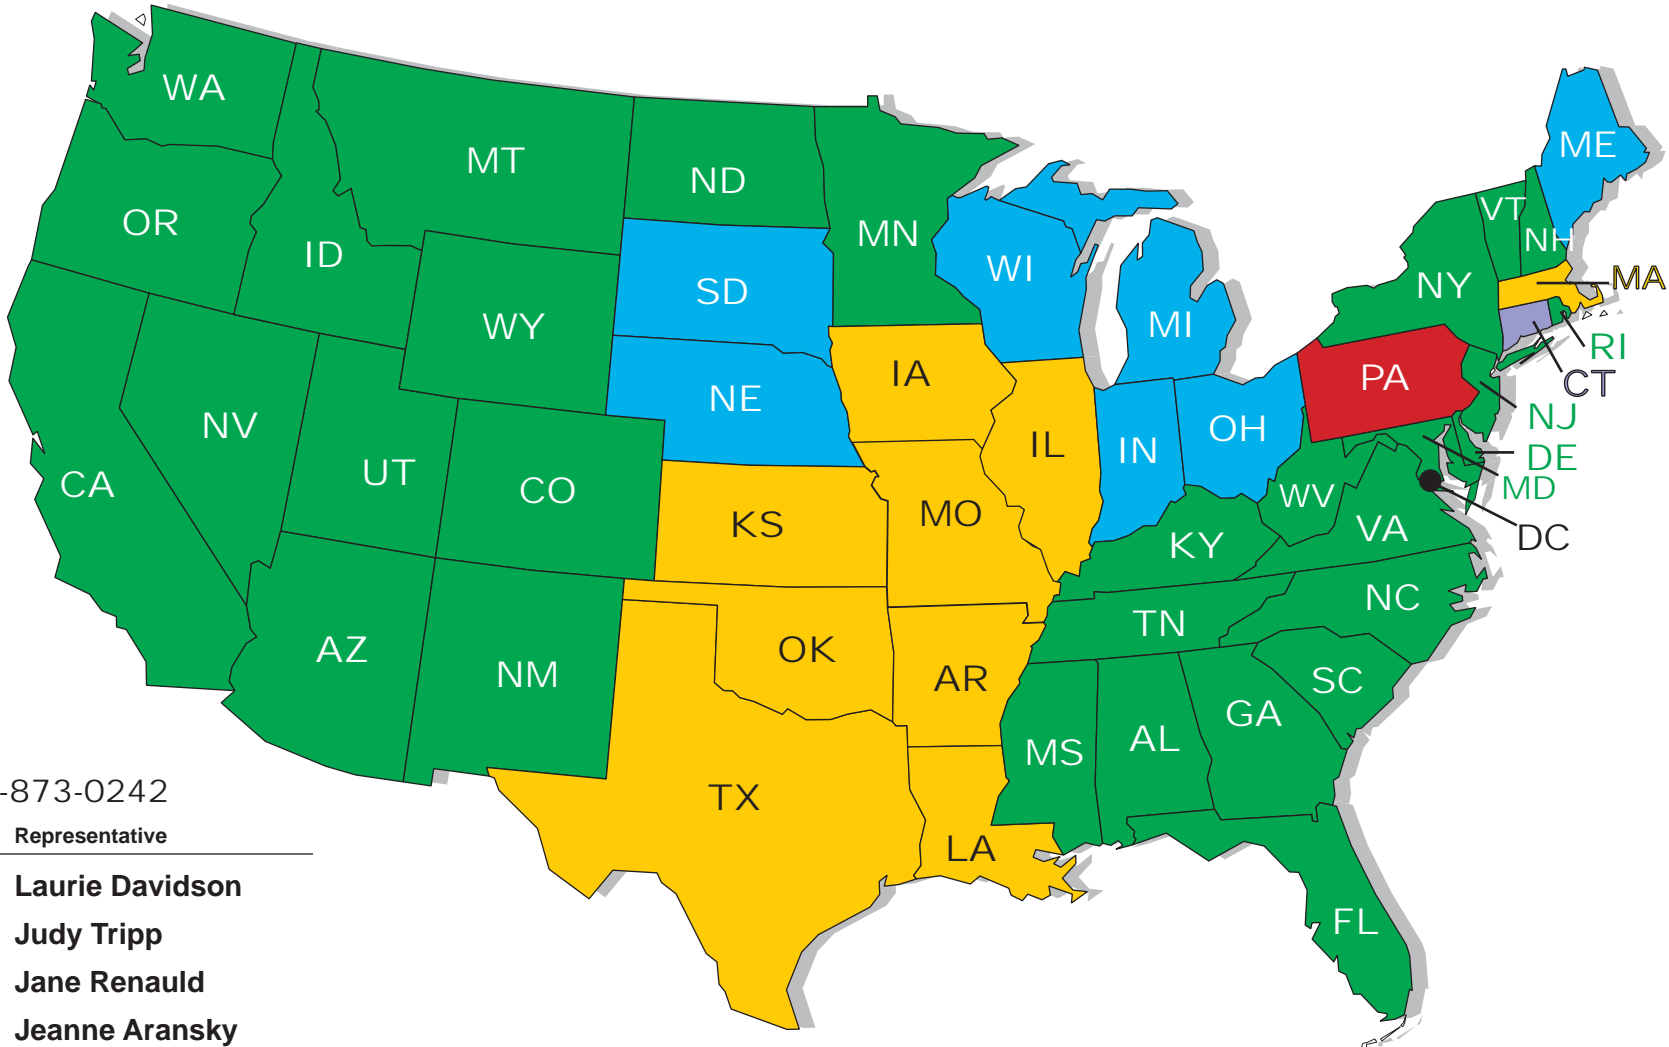 WA
MT
ND
MN
OR
ID
SD
WI
WY
MI
ME
VT
NH
NY
MA
RI
CT
PA
NJ
DE
MD
DC
IA
NE
NV
UT
CO
CA
IL
IN
OH
KS
MO
WV
VA
KY
NC
TN
OK
AR
AZ
NM
SC
GA
AL
MS
TX
LA
FL
-873-0242
Representative
Laurie Davidson
Judy Tripp
Jane Renauld
Jeanne Aransky